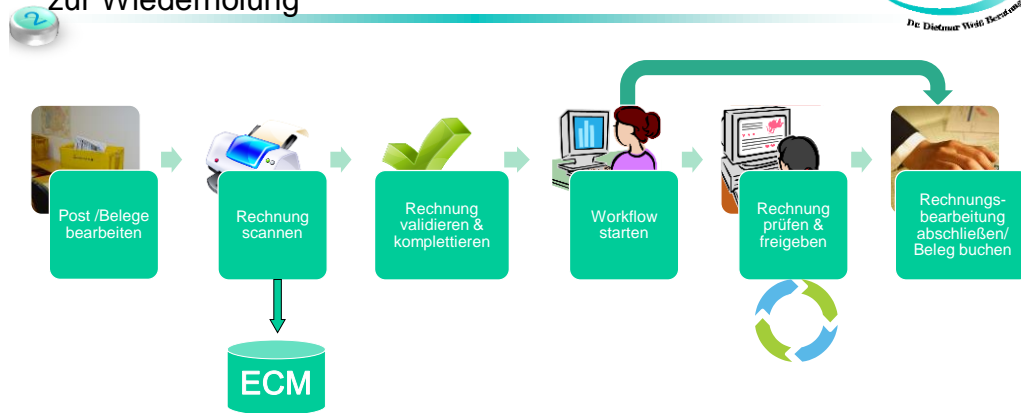 zur Wiederholung
2
Dr. Dietmar Weiß Beratung
Post /Belege
bearbeiten
Rechnung
scannen
Rechnung
validieren &
komplettieren
Workflow
starten
Rechnung
prüfen &
freigeben
Rechnungs-
bearbeitung
abschließen/
Beleg buchen
ECM